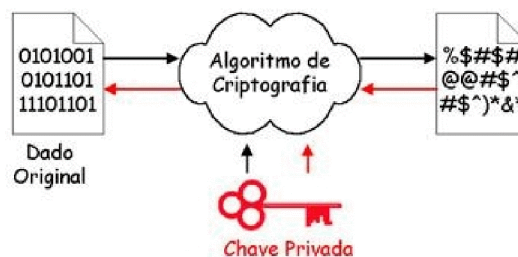 0101001
0101101
11101101
Dado
Original
Algoritmo de
Criptografia
%$#$#
@@#$^
#$^)*&*
Chave Privada